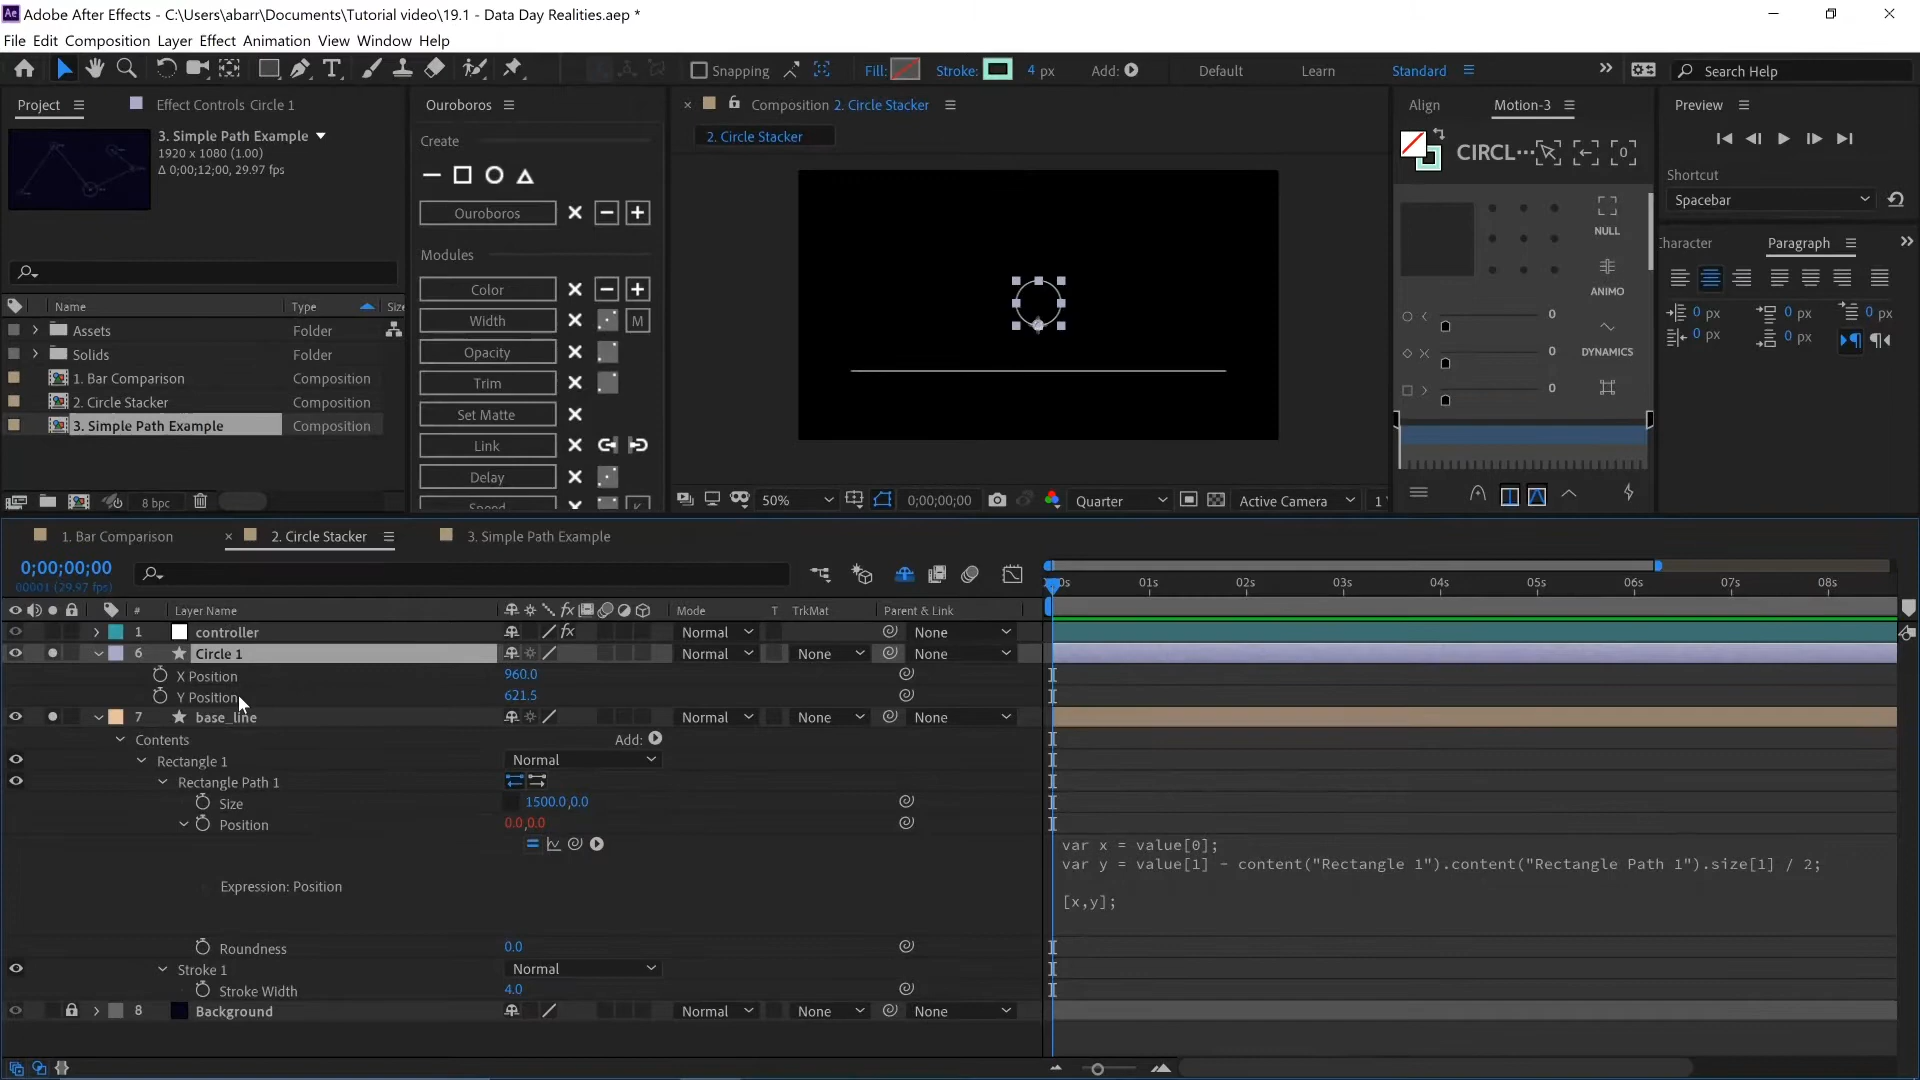 Adobe After Effects - C:\Users\abarr\Documents\Tutorial video\19.1 - Data Day Realities.aep *
File Edit Composition Layer Effect Animation View Window Help
Snapping
Fill:
Stroke:
4 px
Add:
Default
Learn
Standard
Search Help
Project
Effect Controls Circle 1
3. Simple Path Example
1920 x 1080 (1.00)
Δ 0;00;12;00, 29.97 fps
Name
Type
Size
Assets
Folder
Solids
Folder
1. Bar Comparison
Composition
2. Circle Stacker
Composition
3. Simple Path Example
Composition
8 bpc
Ouroboros
Create
Ouroboros
Modules
Color
Width
M
Opacity
Trim
Set Matte
Link
Delay
Speed
Composition 2. Circle Stacker
2. Circle Stacker
50%
0;00;00;00
Quarter
Active Camera
1
Align
Motion-3
CIRCL···
NULL
0
ANIMO
0
DYNAMICS
0
Preview
Shortcut
Spacebar
Character
Paragraph
0 px
0 px
0 px
0 px
0 px
1. Bar Comparison
2. Circle Stacker
3. Simple Path Example
0;00;00;00
00001 (29.97 fps)
# Layer Name
Mode
T TrkMat
Parent & Link
01s
02s
03s
04s
05s
06s
07s
08s
1 controller
Normal
None
6 Circle 1
Normal
None
None
X Position
960.0
Y Position
621.5
7 base_line
Normal
None
None
Contents
Add:
Rectangle 1
Normal
Rectangle Path 1
Size
1500.0,0.0
Position
0.0,0.0
Expression: Position
var x = value[0];
var y = value[1] - content("Rectangle 1").content("Rectangle Path 1").size[1] / 2;
[x,y];
Roundness
0.0
Stroke 1
Normal
Stroke Width
4.0
8 Background
Normal
None
None